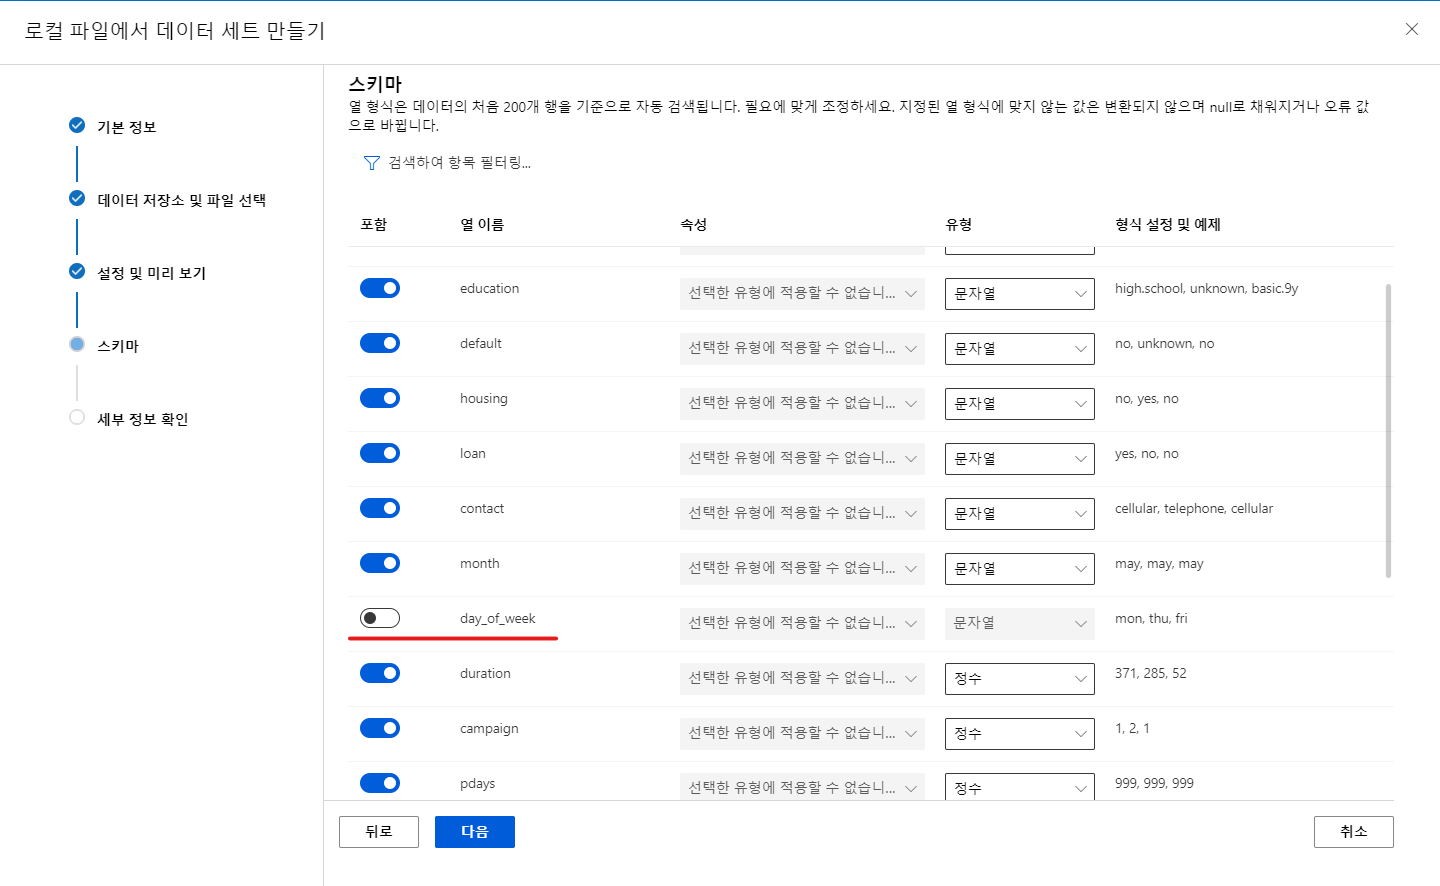 로컬 파일에서 데이터 세트 만들기
기본 정보
데이터 저장소 및 파일 선택
설정 및 미리 보기
스키마
세부 정보 확인
스키마
열 형식은 데이터의 처음 200개 행을 기준으로 자동 검색됩니다. 필요에 맞게 조정하세요. 지정된 열 형식에 맞지 않는 값은 변환되지 않으며 null로 채워지거나 오류 값
으로 바뀝니다.
검색하여 항목 필터링...
포함 열 이름 속성 유형 형식 설정 및 예제
education 선택한 유형에 적용할 수 없습니... 문자열 high.school, unknown, basic.9y
default 선택한 유형에 적용할 수 없습니... 문자열 no, unknown, no
housing 선택한 유형에 적용할 수 없습니... 문자열 no, yes, no
loan 선택한 유형에 적용할 수 없습니... 문자열 yes, no, no
contact 선택한 유형에 적용할 수 없습니... 문자열 cellular, telephone, cellular
month 선택한 유형에 적용할 수 없습니... 문자열 may, may, may
day_of_week 선택한 유형에 적용할 수 없습니... 문자열 mon, thu, fri
duration 선택한 유형에 적용할 수 없습니... 정수 371, 285, 52
campaign 선택한 유형에 적용할 수 없습니... 정수 1, 2, 1
pdays 선택한 유형에 적용할 수 없습니... 정수 999, 999, 999
뒤로 다음 취소